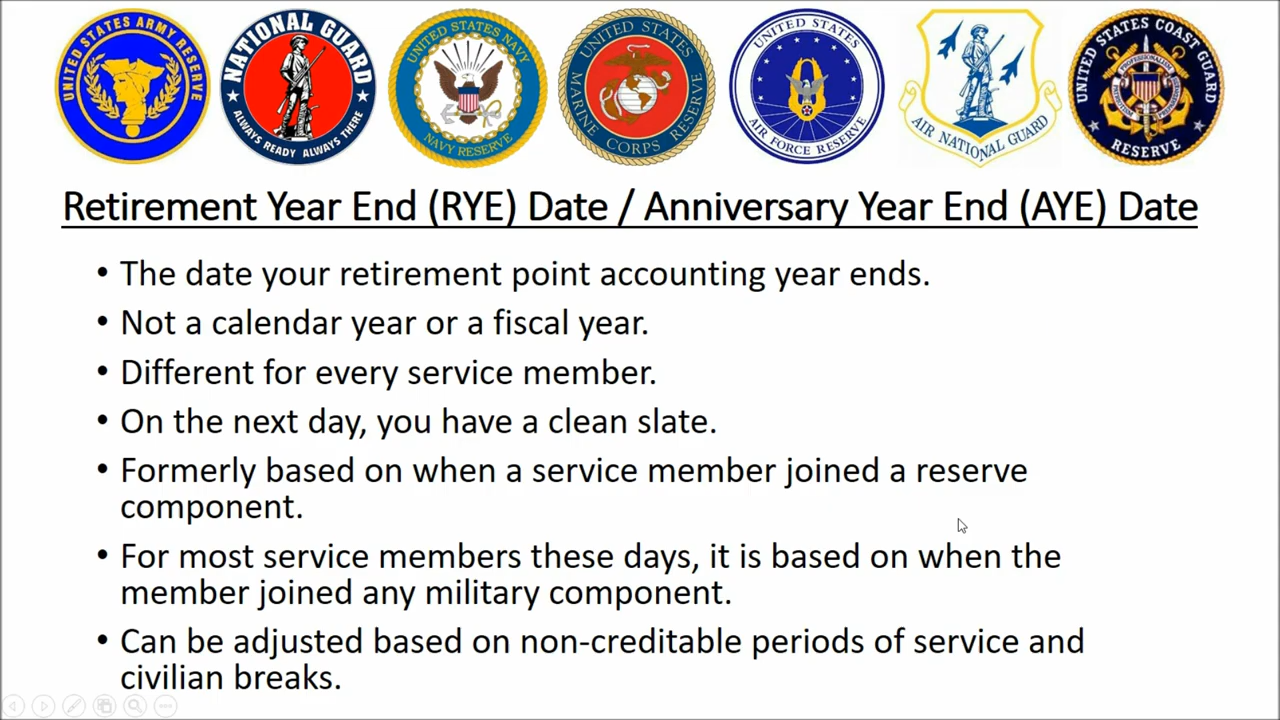 UNITED STATES ARMY RESERVE
NATIONAL GUARD
ALWAYS READY ALWAYS THERE
UNITED STATES NAVY
NAVY RESERVE
UNITED STATES
MARINE CORPS RESERVE
UNITED STATES
AIR FORCE RESERVE
AIR NATIONAL GUARD
UNITED STATES COAST GUARD
RESERVE
Retirement Year End (RYE) Date / Anniversary Year End (AYE) Date
• The date your retirement point accounting year ends.
• Not a calendar year or a fiscal year.
• Different for every service member.
• On the next day, you have a clean slate.
• Formerly based on when a service member joined a reserve
component.
• For most service members these days, it is based on when the
member joined any military component.
• Can be adjusted based on non-creditable periods of service and
civilian breaks.